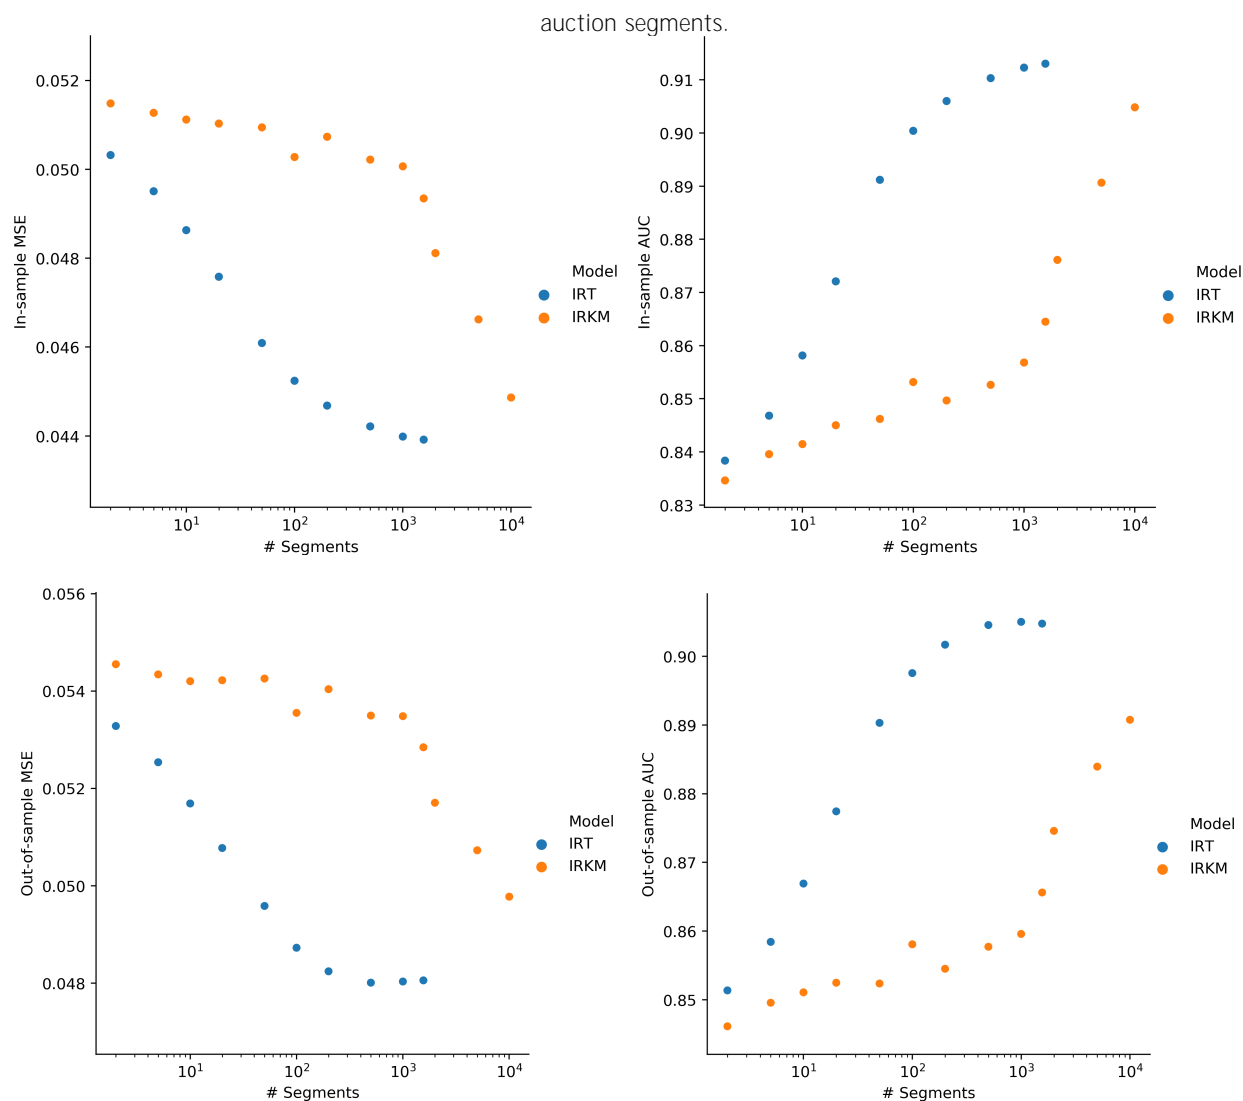 auction segments.
0.052
0.050
0.048
0.046
0.044
In-sample MSE
10^1
10^2
10^3
10^4
# Segments
Model
IRT
IRKM
0.91
0.90
0.89
0.88
0.87
0.86
0.85
0.84
0.83
In-sample AUC
10^1
10^2
10^3
10^4
# Segments
Model
IRT
IRKM
0.056
0.054
0.052
0.050
0.048
Out-of-sample MSE
10^1
10^2
10^3
10^4
# Segments
Model
IRT
IRKM
0.90
0.89
0.88
0.87
0.86
0.85
Out-of-sample AUC
10^1
10^2
10^3
10^4
# Segments
Model
IRT
IRKM